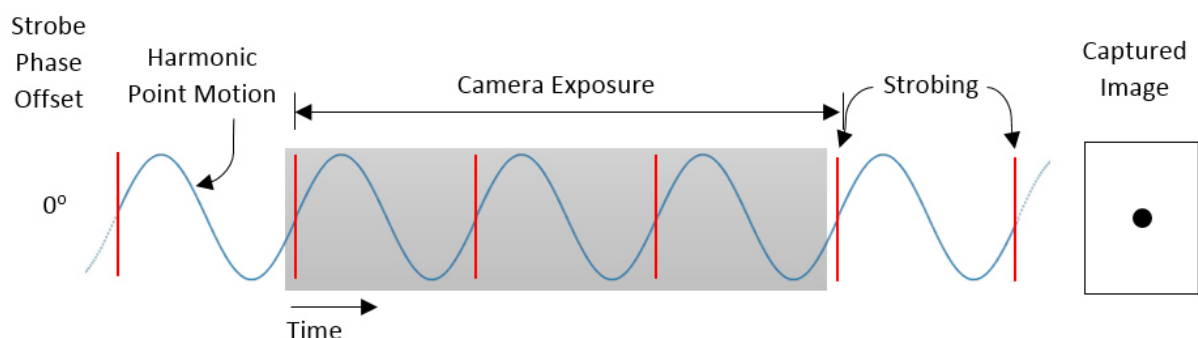 Strobe
Phase
Offset
Harmonic
Point Motion
Camera Exposure
Strobing
Captured
Image
0°
Time